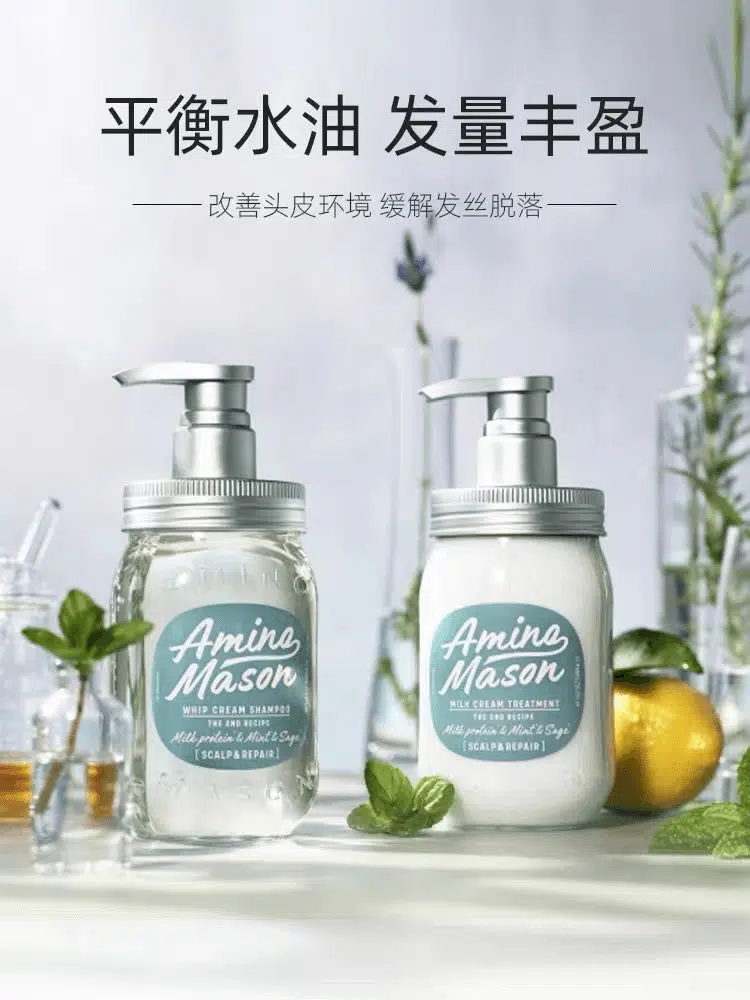 平衡水油 发量丰盈
改善头皮环境 缓解发丝脱落
Amino
Mason
WHIP CREAM SHAMPOO
THE 2ND RECIPE
Milk protein & Mint & Sage
[SCALP&REPAIR]
Amino
Mason
MILK CREAM TREATMENT
THE 2ND RECIPE
Milk protein & Mint & Sage
[SCALP&REPAIR]